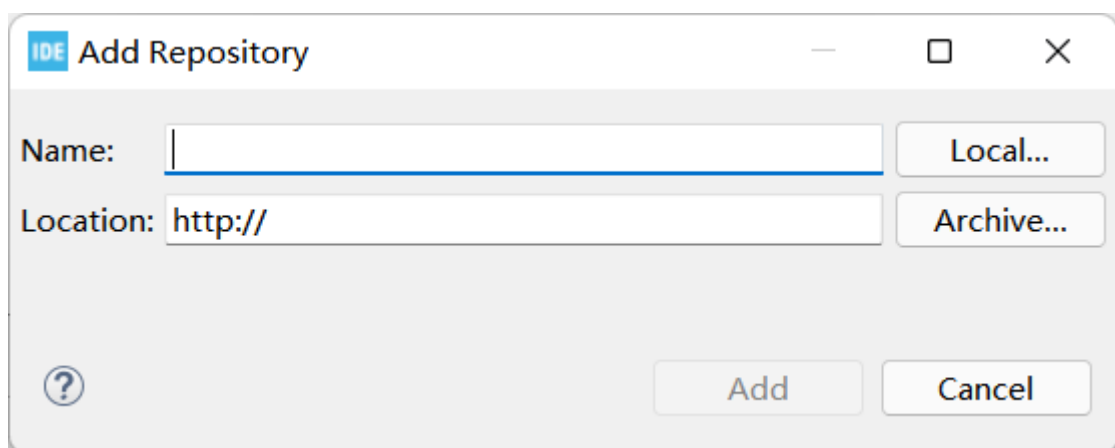 IDE Add Repository
Name: Local...
Location: http:// Archive...
? Add Cancel